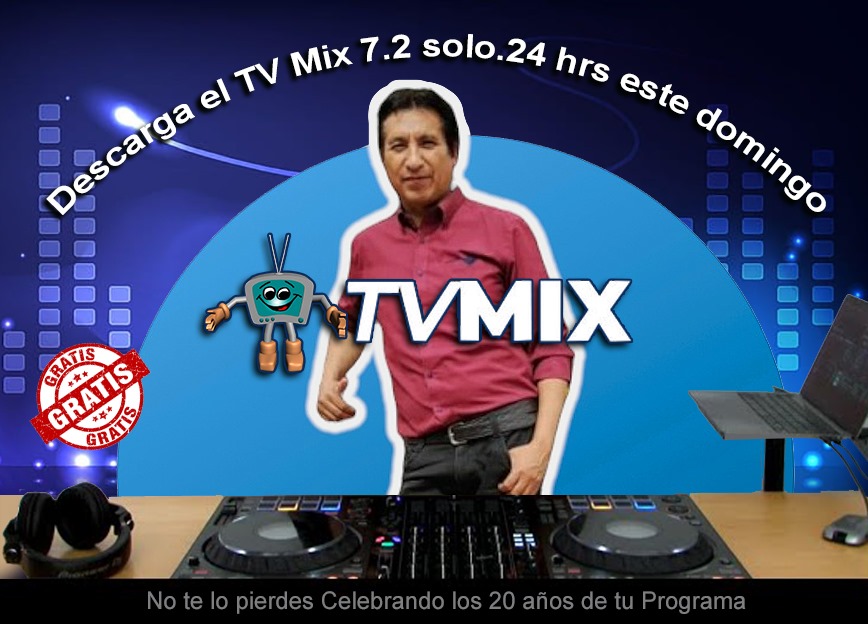 Descarga el TV Mix 7.2 solo.24 hrs este domingo
TVMIX
GRATIS
GRATIS
GRATIS
Pioneer
No te lo pierdes Celebrando los 20 años de tu Programa